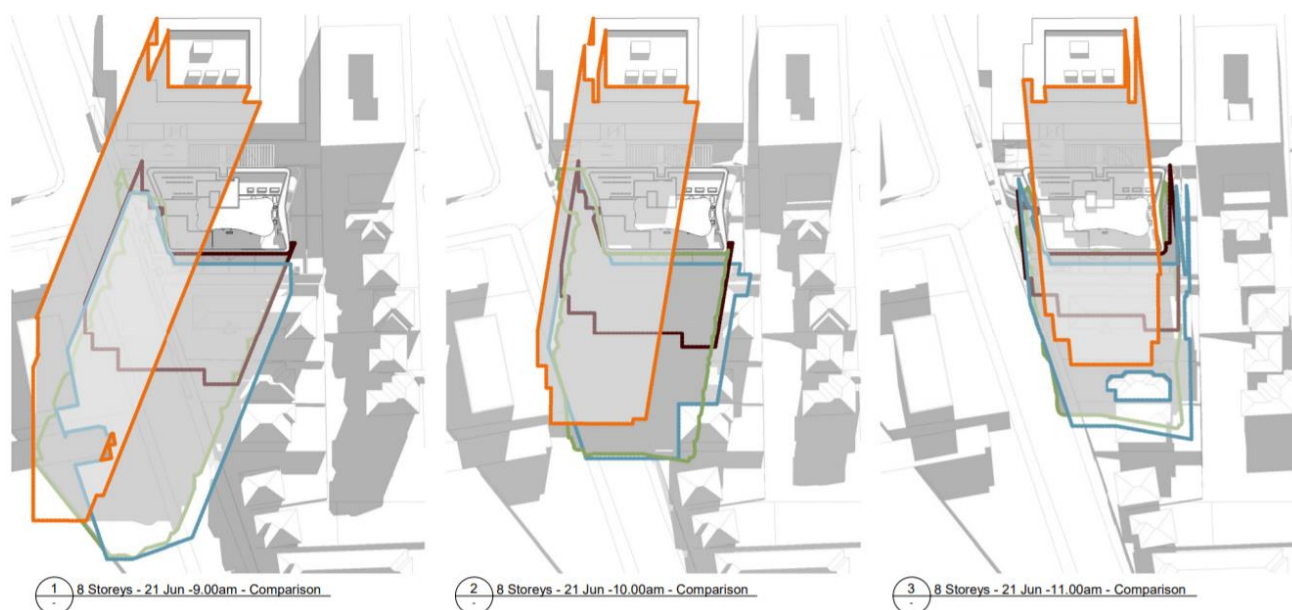 1
8 Storeys - 21 Jun -9.00am - Comparison
-
2
8 Storeys - 21 Jun -10.00am - Comparison
-
3
8 Storeys - 21 Jun -11.00am - Comparison
-